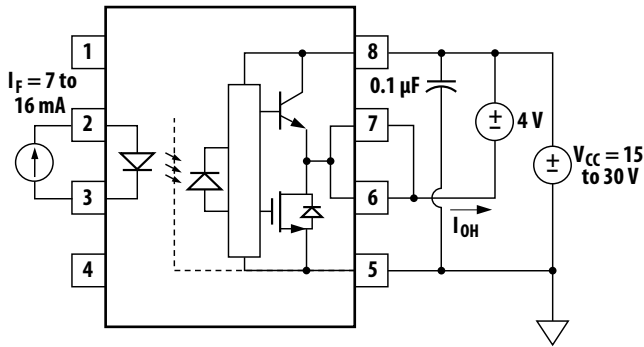 1
8
I_F = 7 to
16 mA
0.1 µF
2
7
4 V
V_CC = 15
to 30 V
3
6
I_OH
4
5